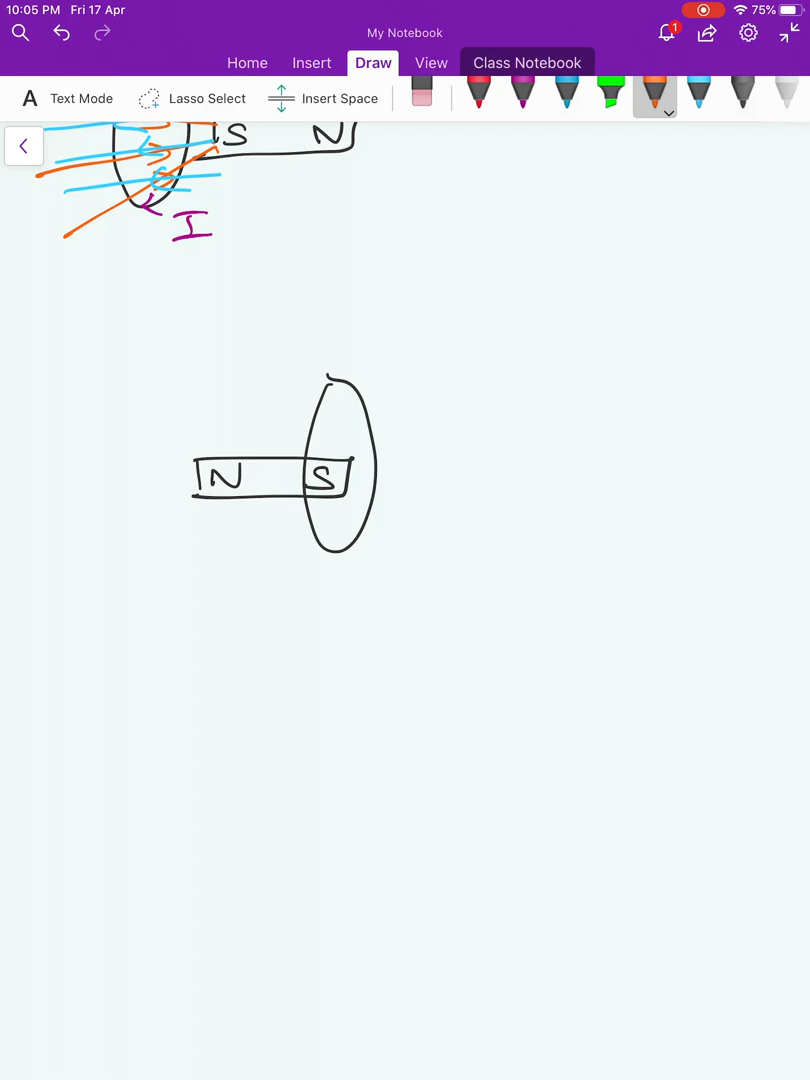 10:05 PM Fri 17 Apr
75%
My Notebook
1
Home Insert Draw View Class Notebook
A Text Mode Lasso Select Insert Space
S N
I
N S